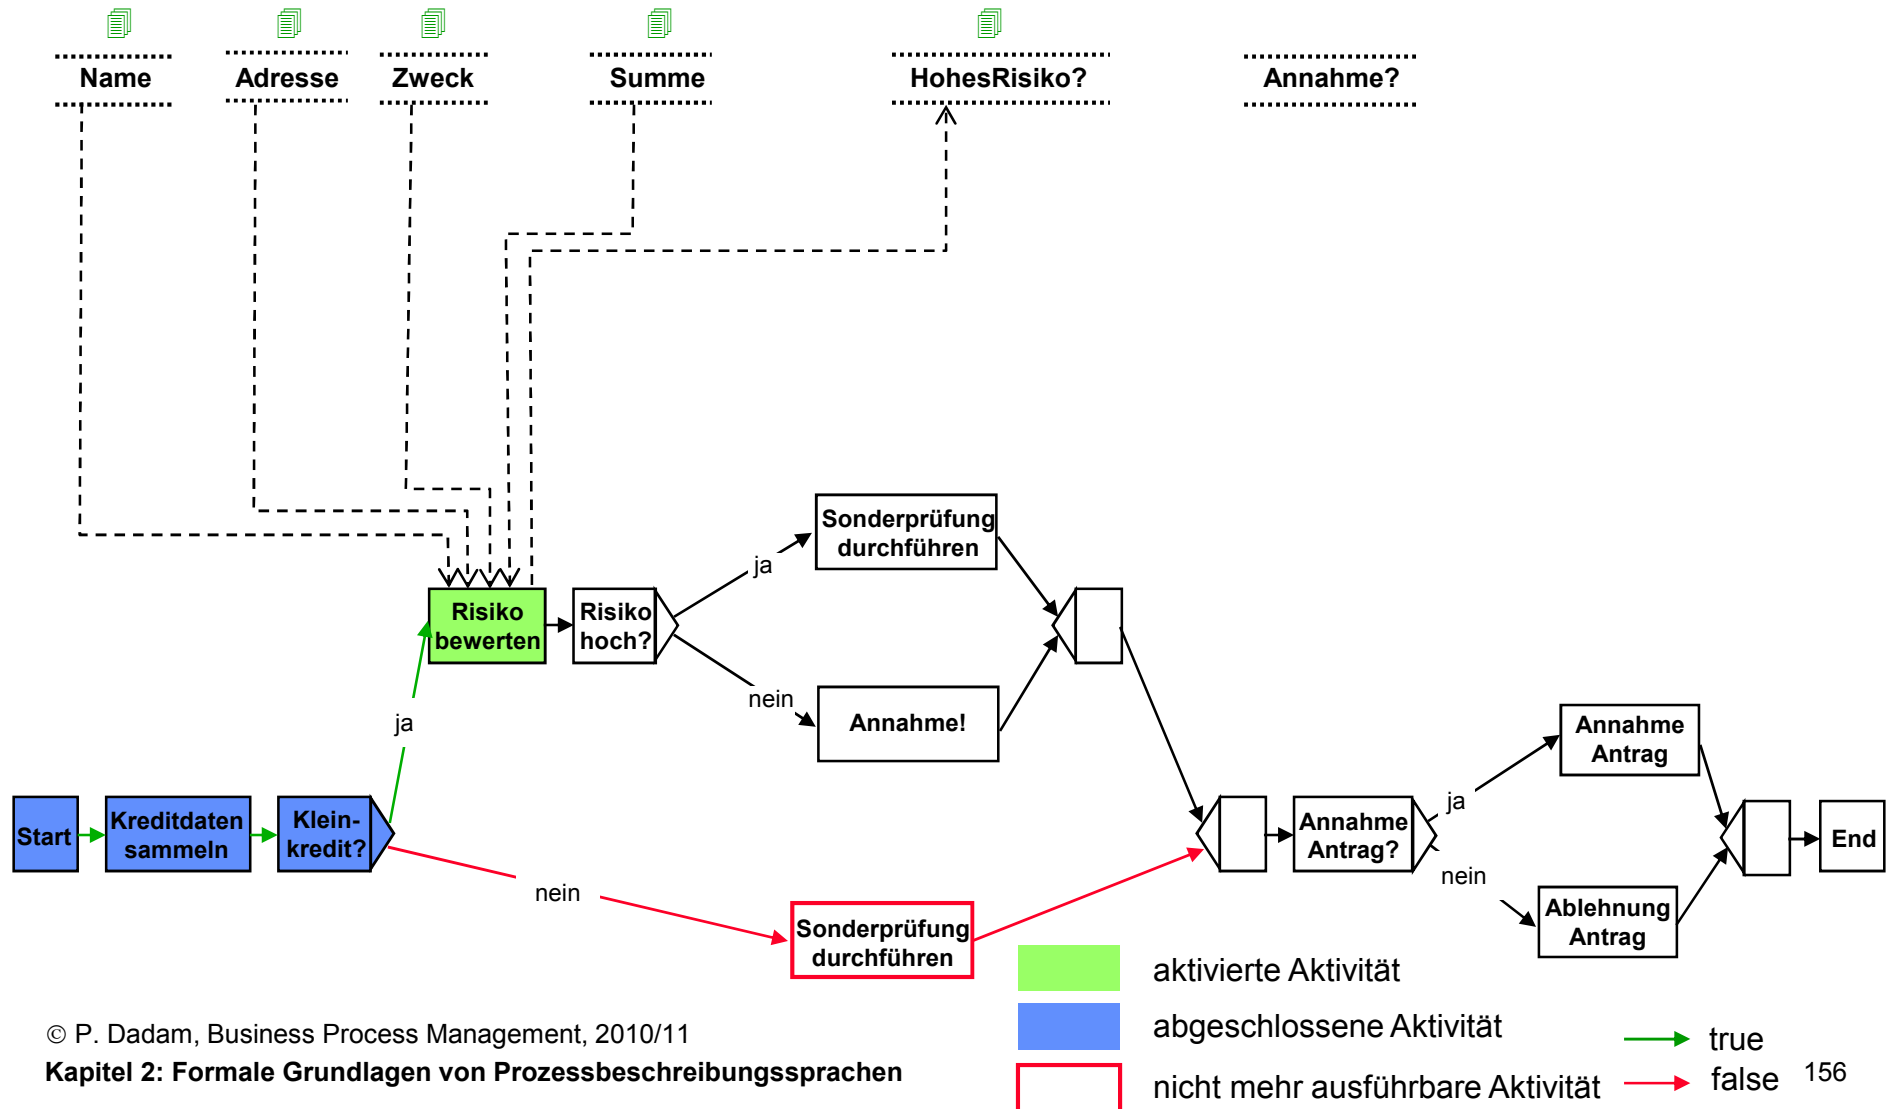 Name
Adresse
Zweck
Summe
HohesRisiko?
Annahme?
Sonderprüfung
durchführen
ja
Risiko
bewerten
Risiko
hoch?
nein
Annahme!
ja
Start
Kreditdaten
sammeln
Klein-
kredit?
nein
Sonderprüfung
durchführen
Annahme
Antrag?
ja
Annahme
Antrag
nein
Ablehnung
Antrag
End
aktivierte Aktivität
abgeschlossene Aktivität
nicht mehr ausführbare Aktivität
true
false
© P. Dadam, Business Process Management, 2010/11
Kapitel 2: Formale Grundlagen von Prozessbeschreibungssprachen
156